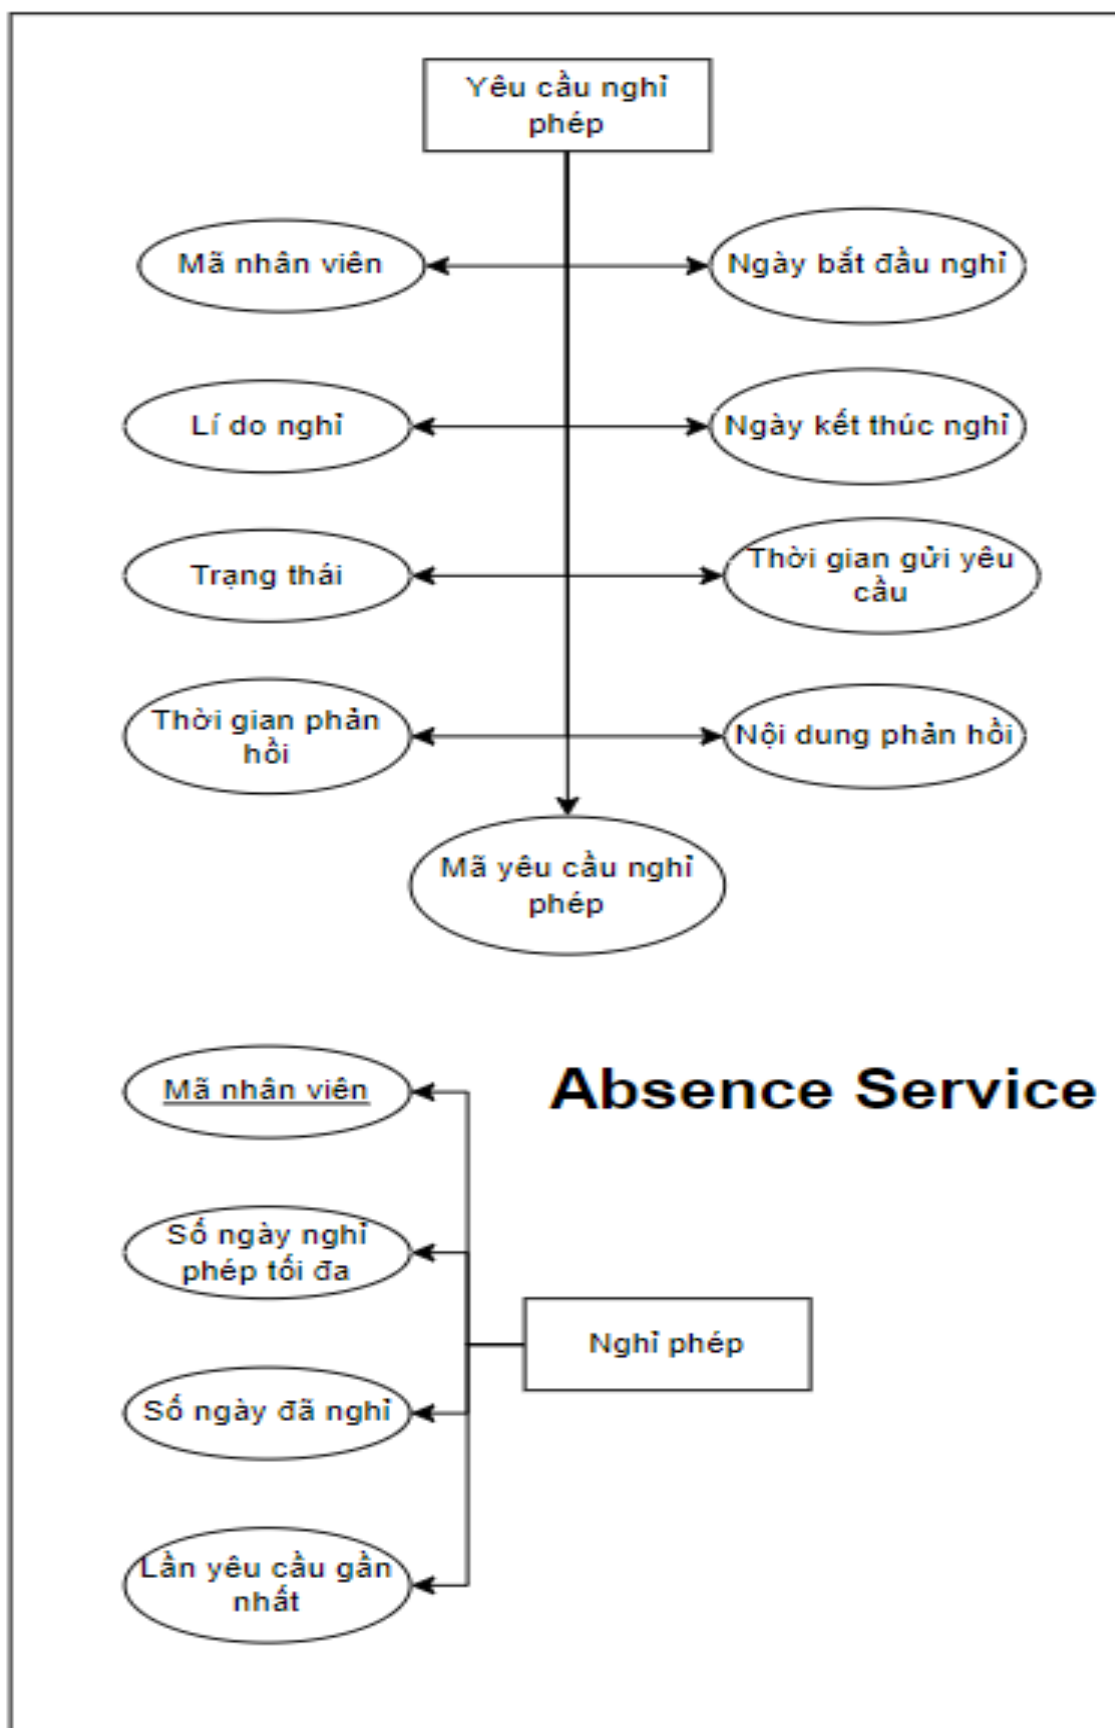 Yêu cầu nghỉ
phép
Mã nhân viên
Ngày bắt đầu nghỉ
Lí do nghỉ
Ngày kết thúc nghỉ
Trạng thái
Thời gian gửi yêu
cầu
Thời gian phản
hồi
Nội dung phản hồi
Mã yêu cầu nghỉ
phép
Mã nhân viên
Absence Service
Số ngày nghỉ
phép tối đa
Nghỉ phép
Số ngày đã nghỉ
Lần yêu cầu gần
nhất